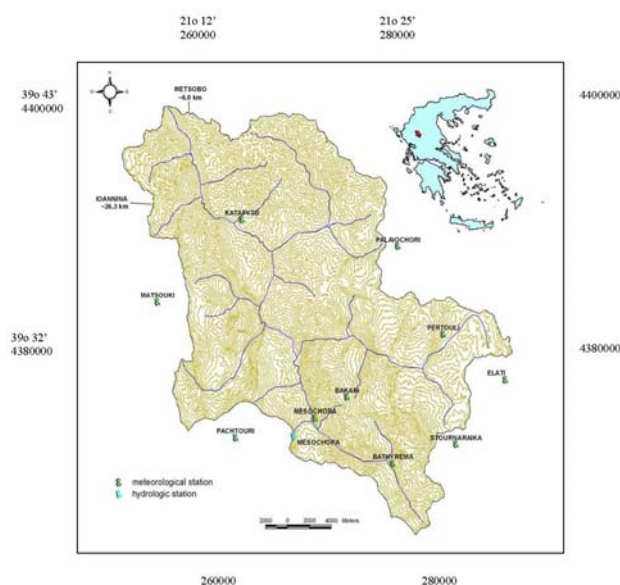 21o 12’
260000
21o 25’
280000
39o 43’
4400000
4400000
METSOBO
~6.0 km
IOANNINA
~26.3 km
KATAFYTO
PALAIOCHORI
MATSOUKI
39o 32’
4380000
4380000
PERTOULI
ELATI
BAKARI
MESOCHORA
PACHTOURI
MESOCHORA
STOURNARAIKA
BATHYREMA
meteorological station
hydrologic station
2000 0 2000 4000 Meters
260000
280000